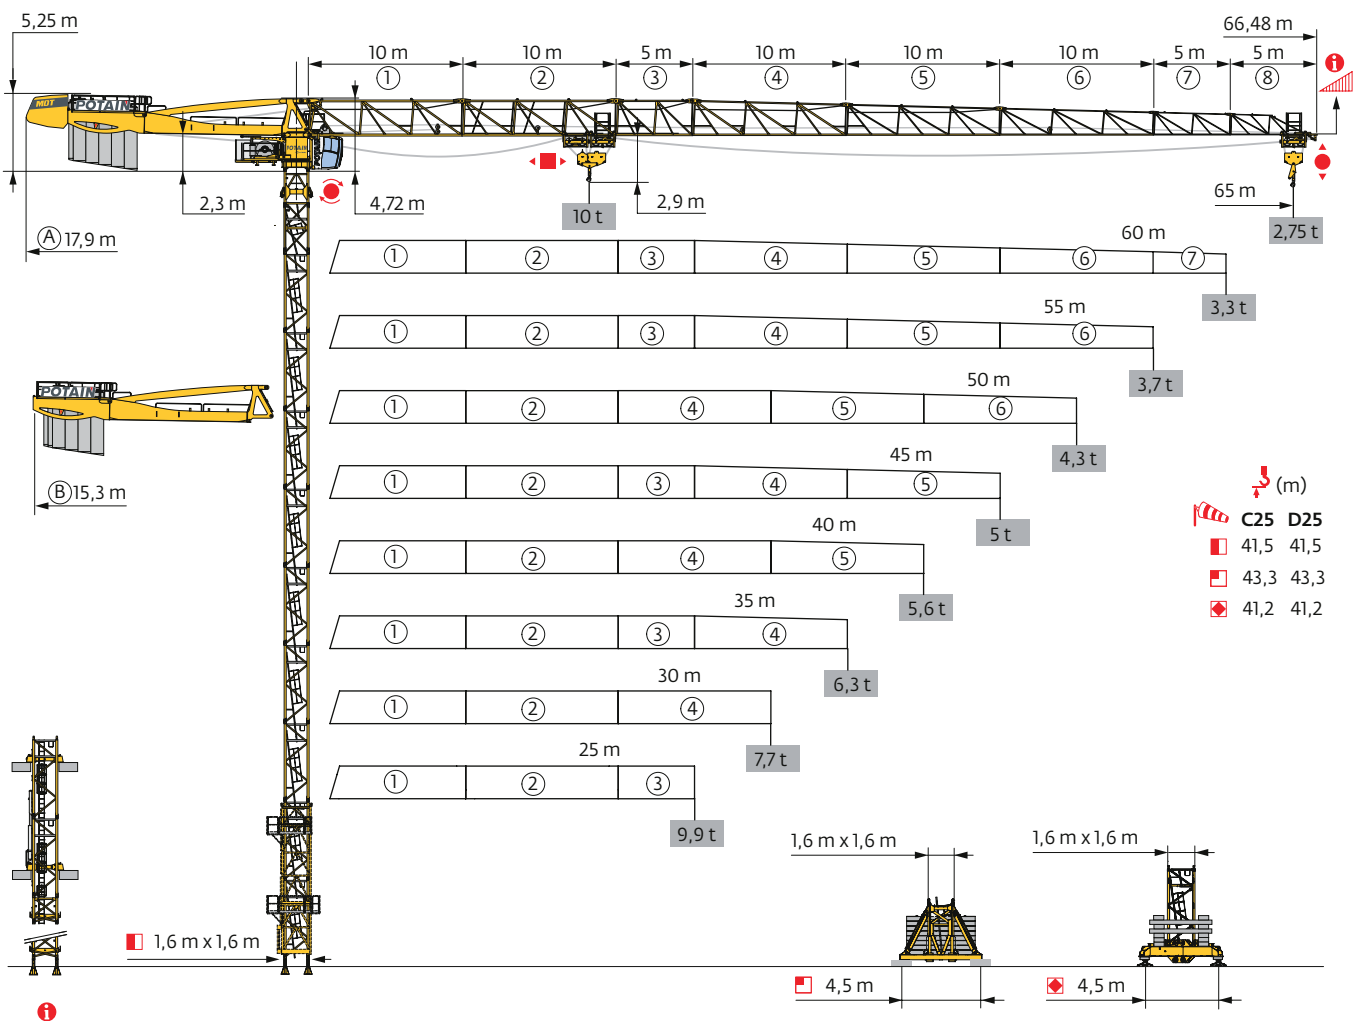 5,25 m
66,48 m
10 m
10 m
5 m
10 m
10 m
10 m
5 m
5 m
1
2
3
4
5
6
7
8
i
MDT
POTAIN
POTAIN
2,3 m
4,72 m
2,9 m
65 m
10 t
2,75 t
A 17,9 m
60 m
1 2 3 4 5 6 7
3,3 t
55 m
1 2 3 4 5 6
3,7 t
50 m
1 2 4 5 6
4,3 t
POTAIN
B 15,3 m
45 m
1 2 3 4 5
5 t
(m)
C25 D25
41,5 41,5
43,3 43,3
41,2 41,2
40 m
1 2 4 5
5,6 t
35 m
1 2 3 4
6,3 t
30 m
1 2 4
7,7 t
25 m
1 2 3
9,9 t
1,6 m x 1,6 m
1,6 m x 1,6 m
1,6 m x 1,6 m
4,5 m
4,5 m
i